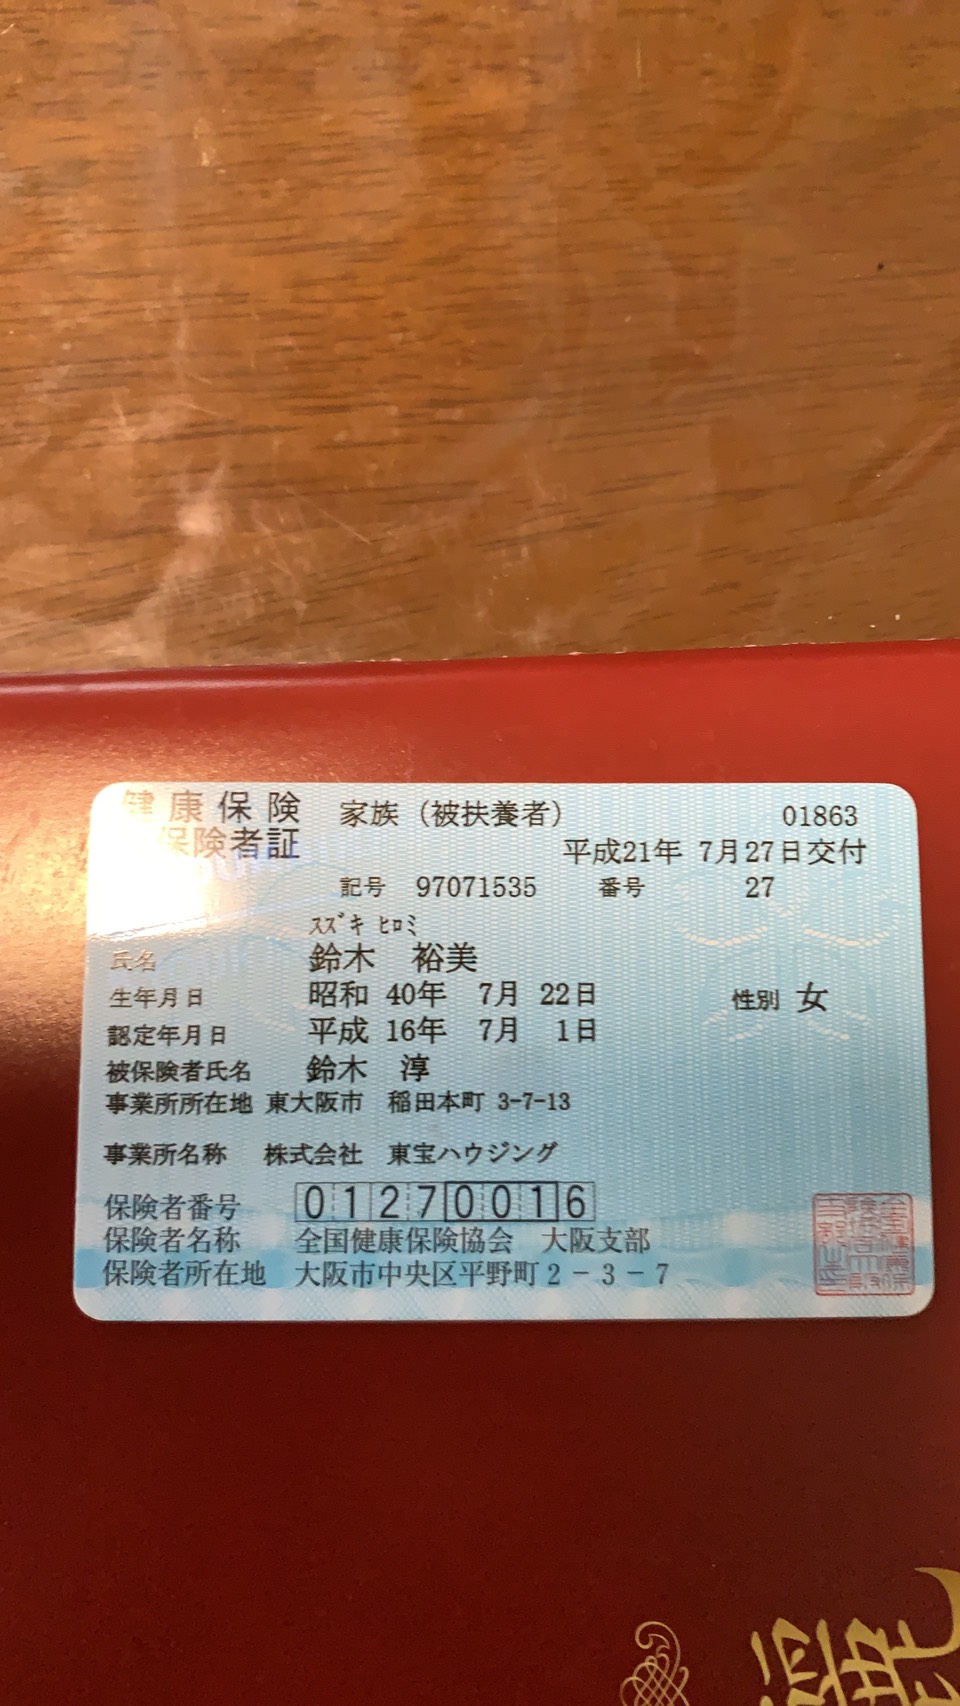 健康保険 家族（被扶養者） 01863
保険者証 平成21年 7月27日交付
記号 97071535 番号 27
ｽｽﾞｷ ﾋﾛﾐ
氏名 鈴木 裕美
生年月日 昭和 40年 7月 22日 性別 女
認定年月日 平成 16年 7月 1日
被保険者氏名 鈴木 淳
事業所所在地 東大阪市 稲田本町 3-7-13
事業所名称 株式会社 東宝ハウジング
保険者番号 01270016
保険者名称 全国健康保険協会 大阪支部
保険者所在地 大阪市中央区平野町２－３－７